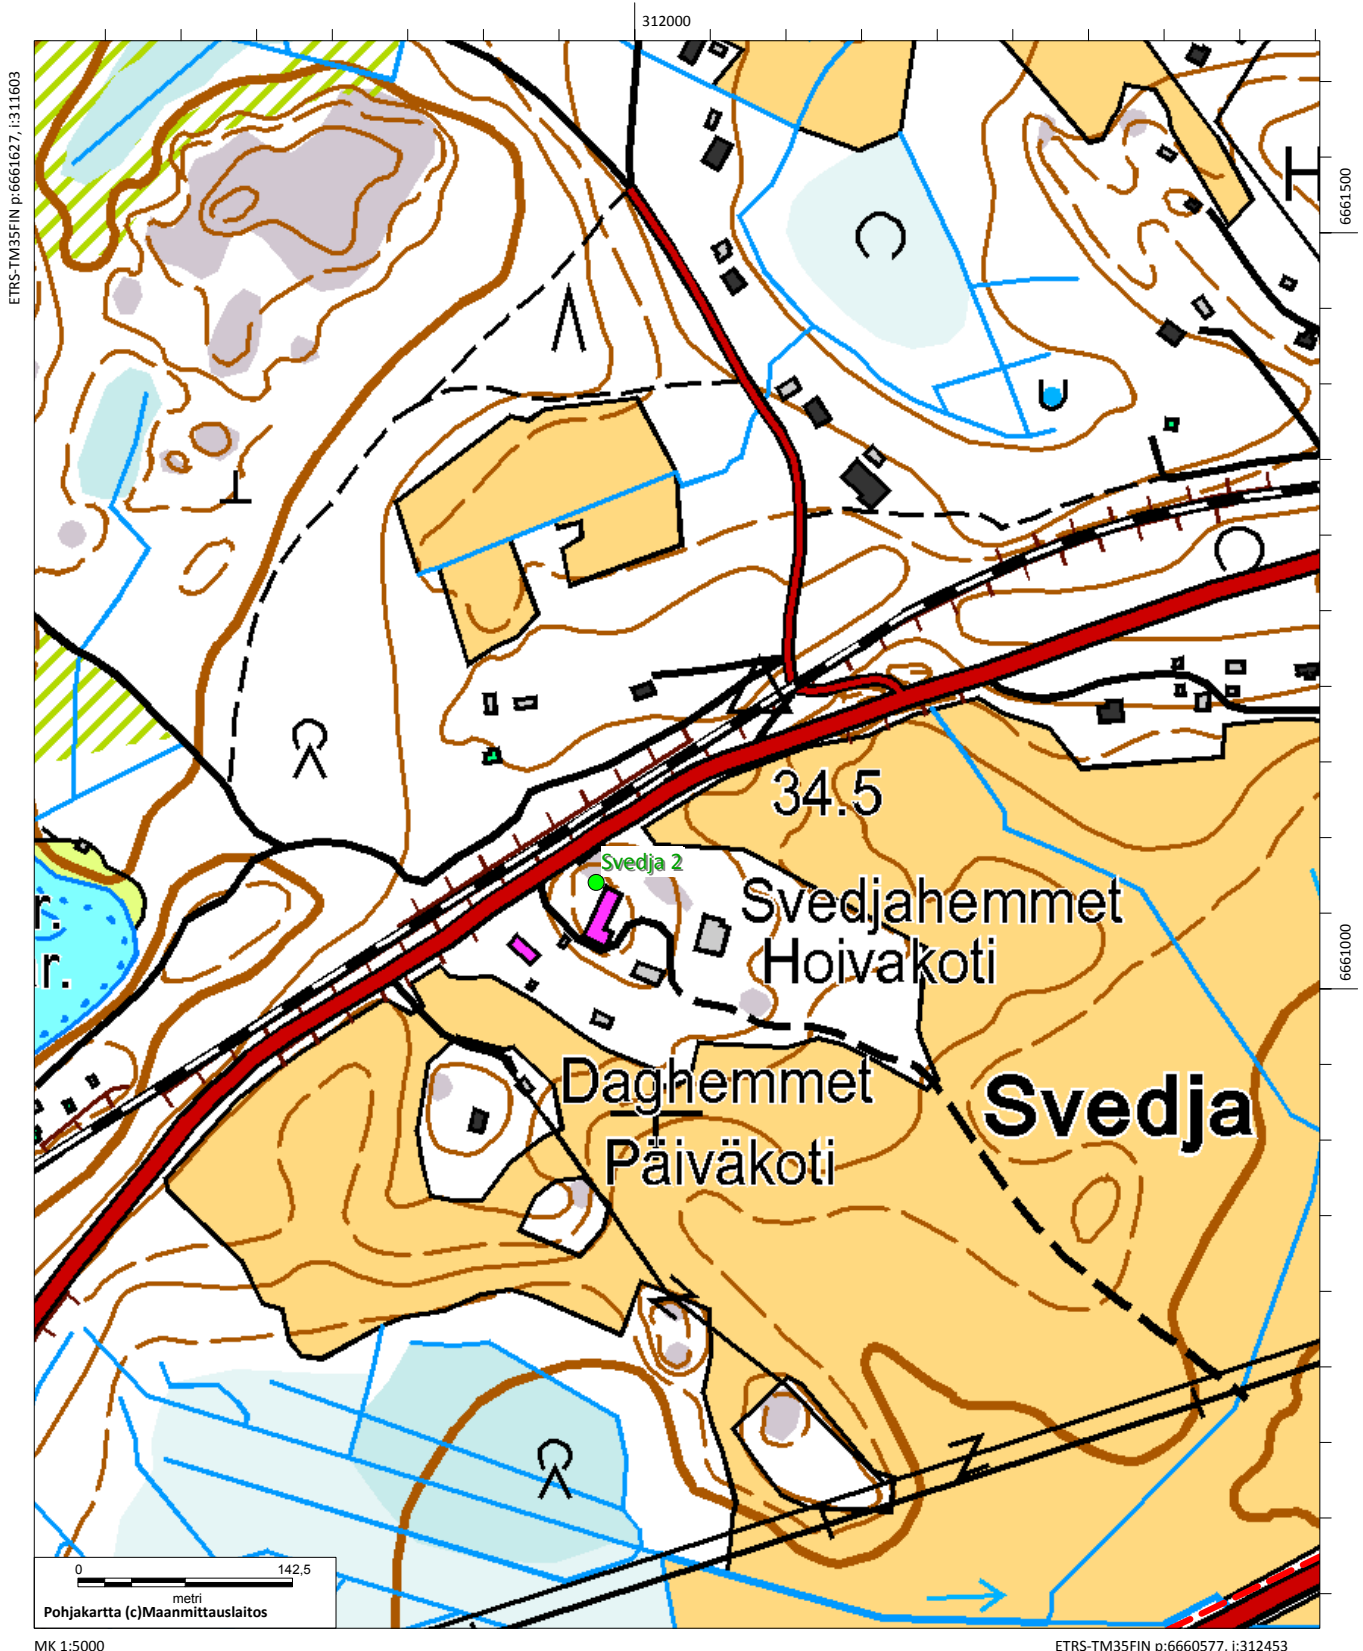 312000
ETRS-TM35FIN p:6661627, i:311603
6661500
34.5
Svedja 2
Svedjahemmet
Hoivakoti
r.
r.
6661000
Daghemmet
Päiväkoti
Svedja
0 142,5
metri
Pohjakartta (c)Maanmittauslaitos
MK 1:5000
ETRS-TM35FIN p:6660577, i:312453